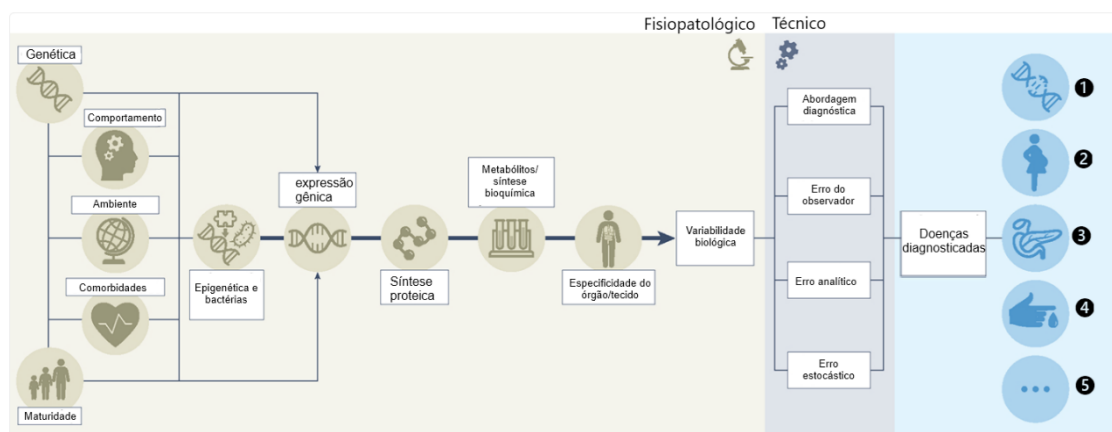 Fisiopatológico
Técnico
Genética
Comportamento
Ambiente
Comorbidades
Maturidade
Epigenética e
bactérias
expressão
gênica
Síntese
proteica
Metabólitos/
síntese
bioquímica
Especificidade do
órgão/tecido
Variabilidade
biológica
Abordagem
diagnóstica
Erro do
observador
Erro analítico
Erro
estocástico
Doenças
diagnosticadas
1
2
3
4
5